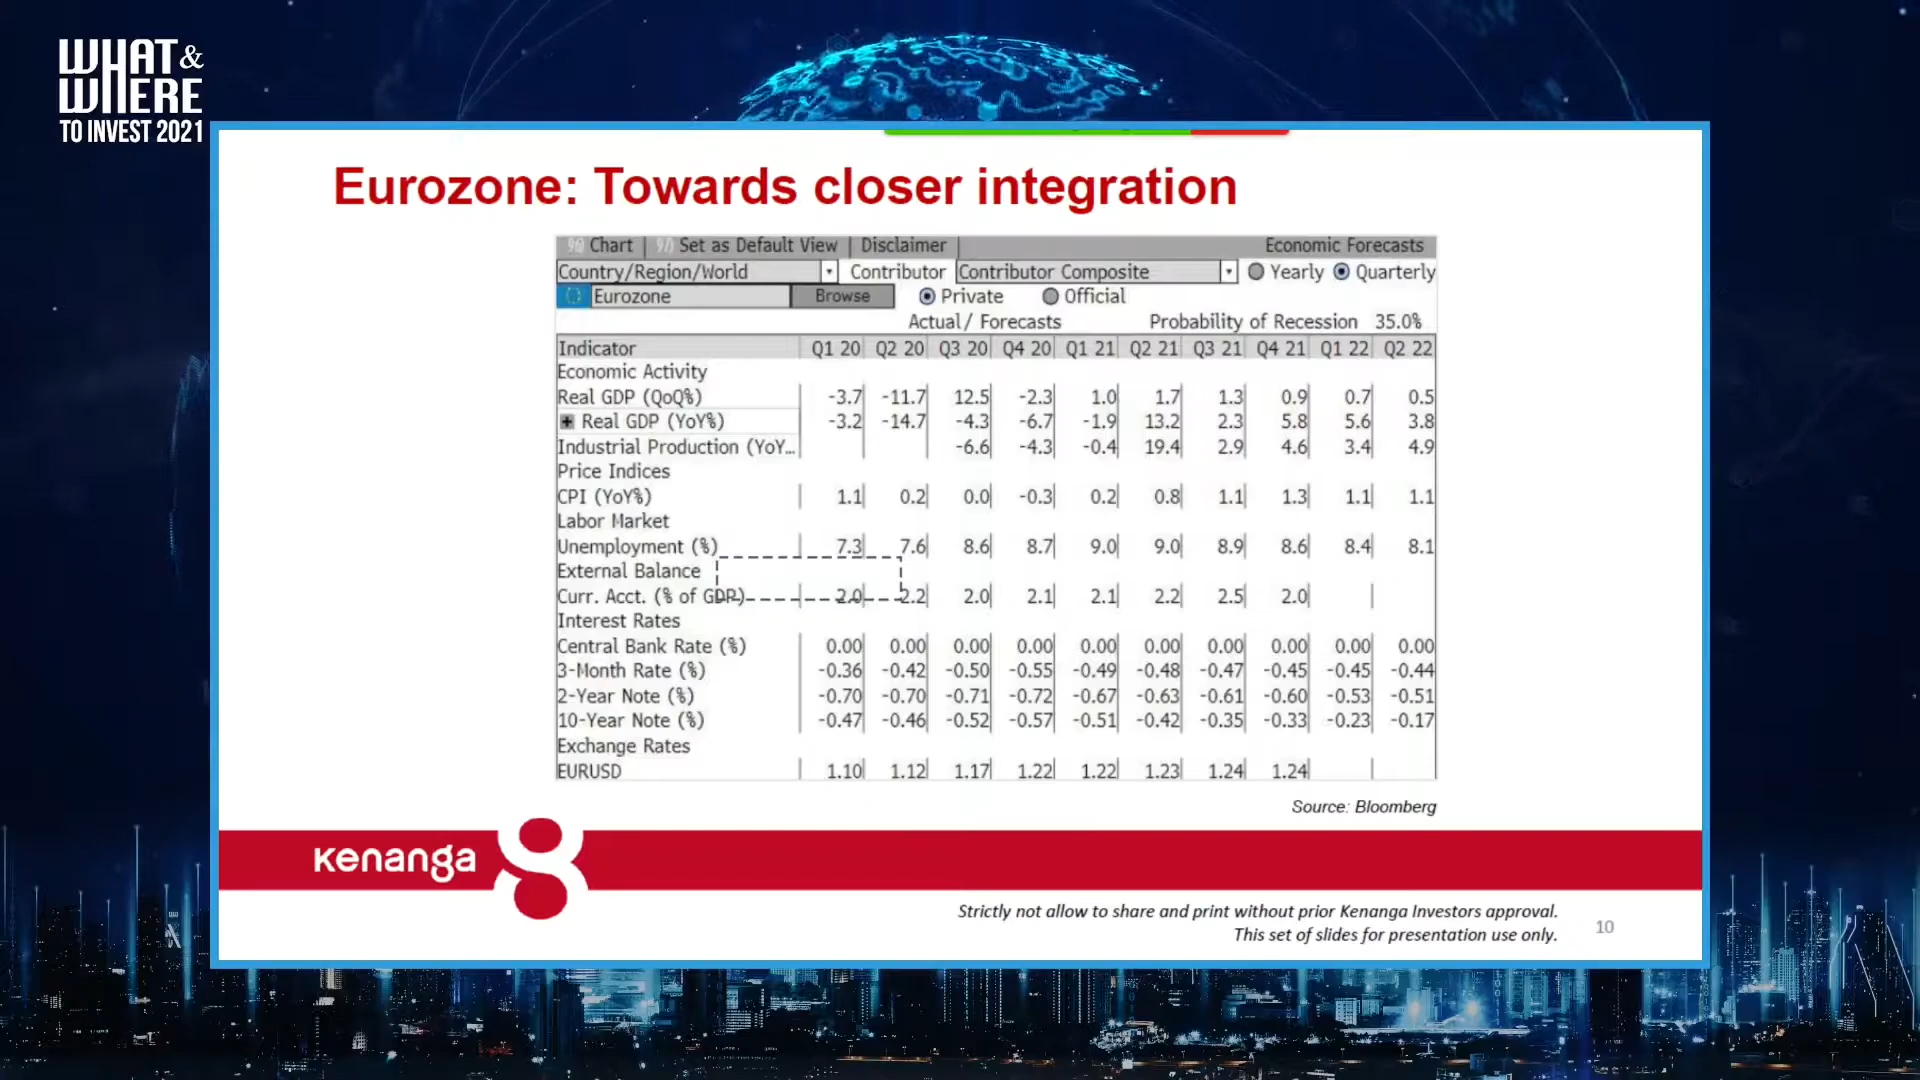 WHAT &
WHERE
TO INVEST 2021
Eurozone: Towards closer integration
Chart Set as Default View Disclaimer Economic Forecasts
Country/Region/World Contributor Contributor Composite Yearly Quarterly
Eurozone Browse Private Official
Actual/ Forecasts Probability of Recession 35.0%
Indicator Q1 20 Q2 20 Q3 20 Q4 20 Q1 21 Q2 21 Q3 21 Q4 21 Q1 22 Q2 22
Economic Activity
Real GDP (QoQ%) -3.7 -11.7 12.5 -2.3 1.0 1.7 1.3 0.9 0.7 0.5
Real GDP (YoY%) -3.2 -14.7 -4.3 -6.7 -1.9 13.2 2.3 5.8 5.6 3.8
Industrial Production (YoY... -6.6 -4.3 -0.4 19.4 2.9 4.6 3.4 4.9
Price Indices
CPI (YoY%) 1.1 0.2 0.0 -0.3 0.2 0.8 1.1 1.3 1.1 1.1
Labor Market
Unemployment (%) 7.3 7.6 8.6 8.7 9.0 9.0 8.9 8.6 8.4 8.1
External Balance
Curr. Acct. (% of GDP) 2.0 2.2 2.0 2.1 2.1 2.2 2.5 2.0
Interest Rates
Central Bank Rate (%) 0.00 0.00 0.00 0.00 0.00 0.00 0.00 0.00 0.00 0.00
3-Month Rate (%) -0.36 -0.42 -0.50 -0.55 -0.49 -0.48 -0.47 -0.45 -0.45 -0.44
2-Year Note (%) -0.70 -0.70 -0.71 -0.72 -0.67 -0.63 -0.61 -0.60 -0.53 -0.51
10-Year Note (%) -0.47 -0.46 -0.52 -0.57 -0.51 -0.42 -0.35 -0.33 -0.23 -0.17
Exchange Rates
EURUSD 1.10 1.12 1.17 1.22 1.22 1.23 1.24 1.24
Source: Bloomberg
kenanga
Strictly not allow to share and print without prior Kenanga Investors approval.
This set of slides for presentation use only.
10